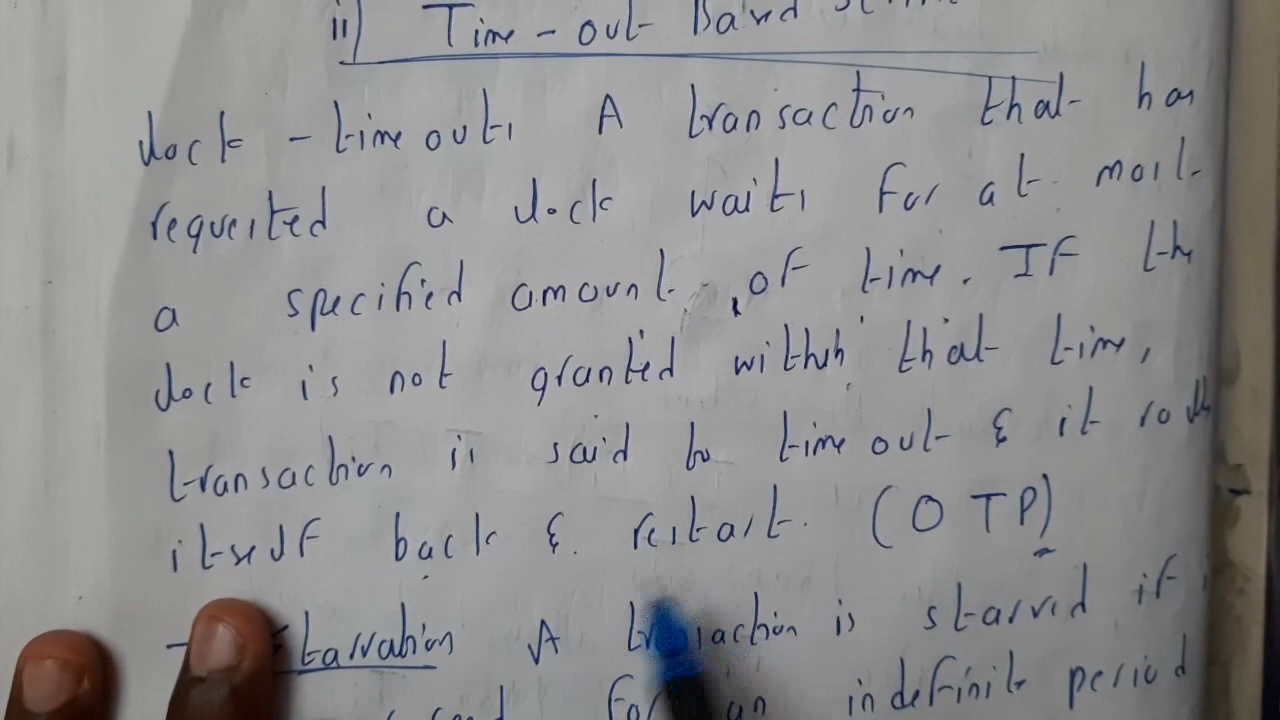 ii) Time-out Based
Lock - timeout, A transaction that has
requested a lock waits for at most
a specified amount of time. If the
lock is not granted within that time,
transaction is said to time out & it rolls
itself back & restart. (OTP)
- Starvation A transaction is starved if
for an indefinite period